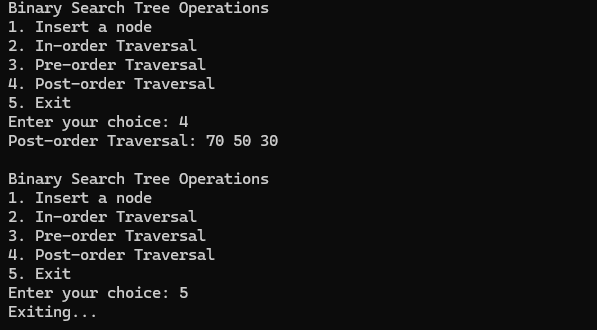 Binary Search Tree Operations
1. Insert a node
2. In-order Traversal
3. Pre-order Traversal
4. Post-order Traversal
5. Exit
Enter your choice: 4
Post-order Traversal: 70 50 30
Binary Search Tree Operations
1. Insert a node
2. In-order Traversal
3. Pre-order Traversal
4. Post-order Traversal
5. Exit
Enter your choice: 5
Exiting...